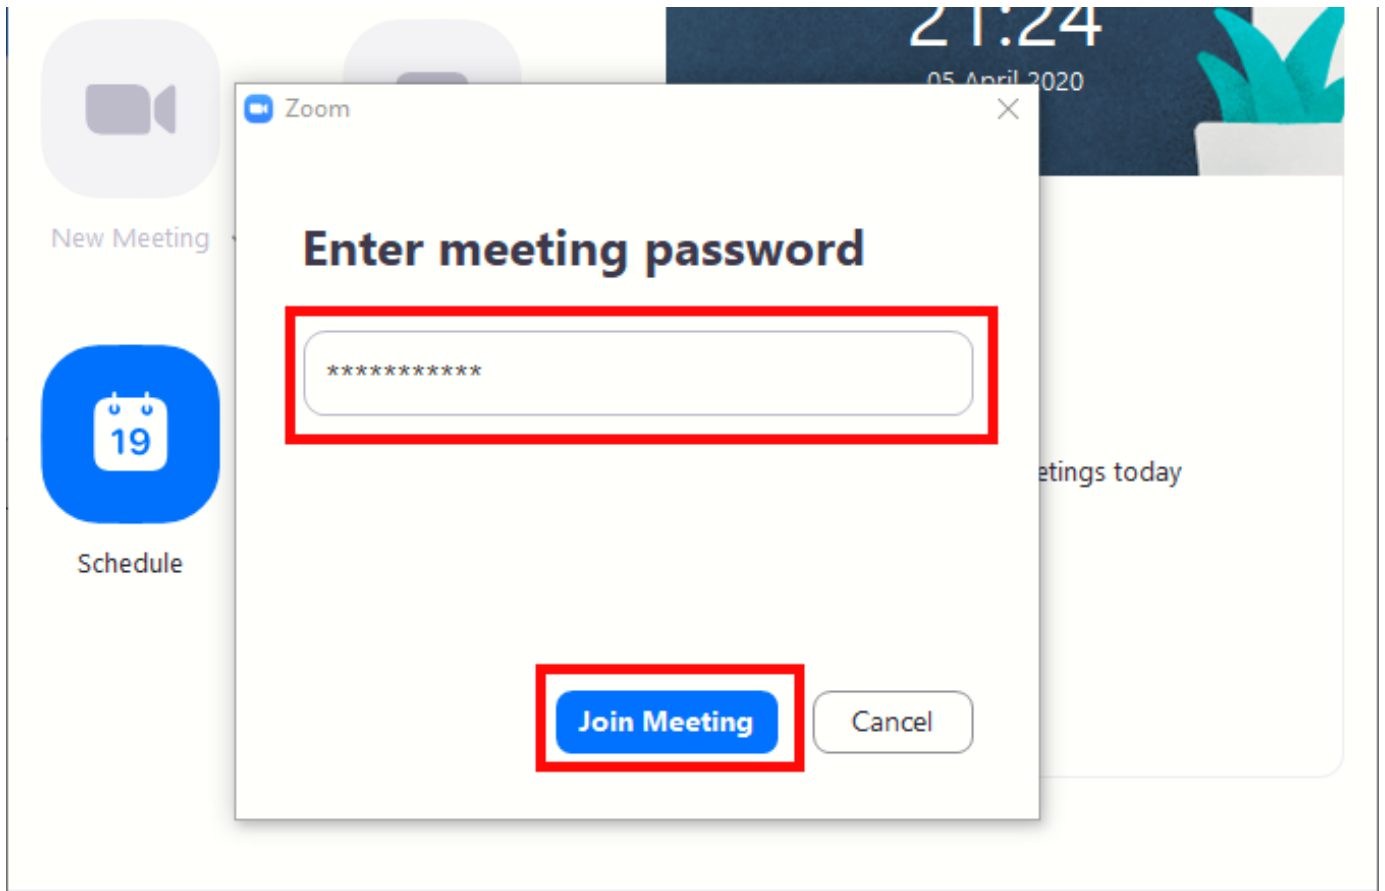 21:24
05 April 2020
Zoom
New Meeting
Enter meeting password
***********
19
Schedule
etings today
Join Meeting
Cancel